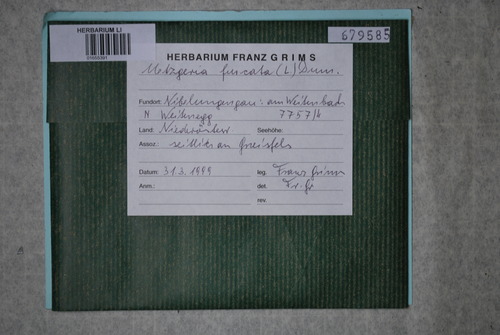 HERBARIUM LI
679585
HERBARIUM FRANZ GRIMS
Metzgeria furcata (L) Dum.
Fundort: Nibelungengau: am Weitenbach
N Weitenegg 7757/4
Land: Niederösterr. Seehöhe:
Assoz.: seitlich an Gneisfels
Datum: 31.3.1999 leg. Franz Grims
Anm.: det. Fr. Gr
rev.